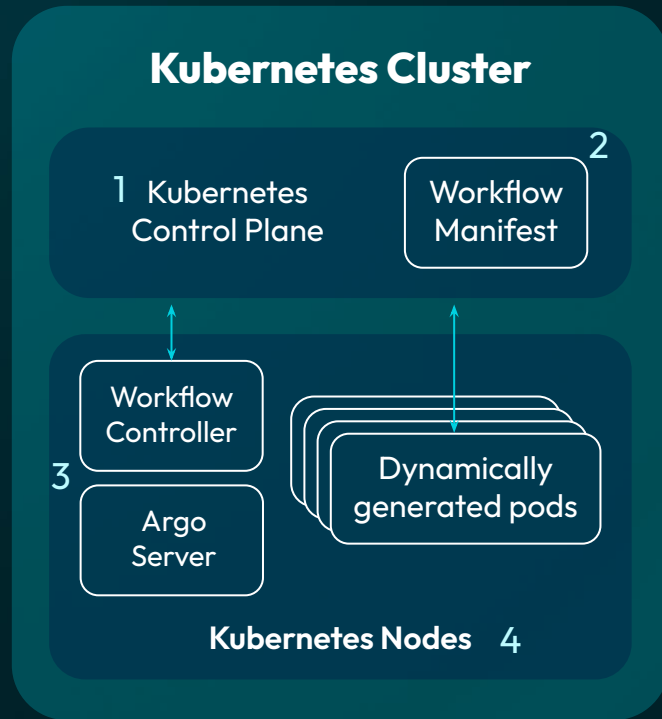 Kubernetes Cluster
2
1 Kubernetes
Control Plane
Workflow
Manifest
Workflow
Controller
3
Argo
Server
Dynamically
generated pods
Kubernetes Nodes 4